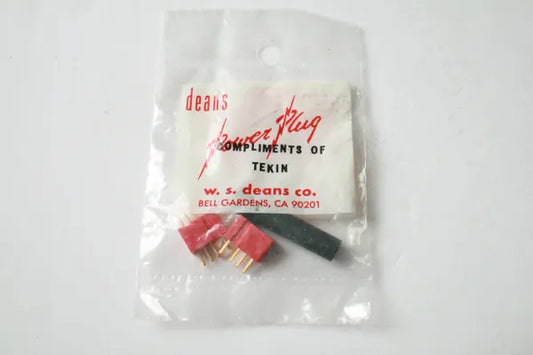 deans
Power Plug
COMPLIMENTS OF
TEKIN
w. s. deans co.
BELL GARDENS, CA 90201